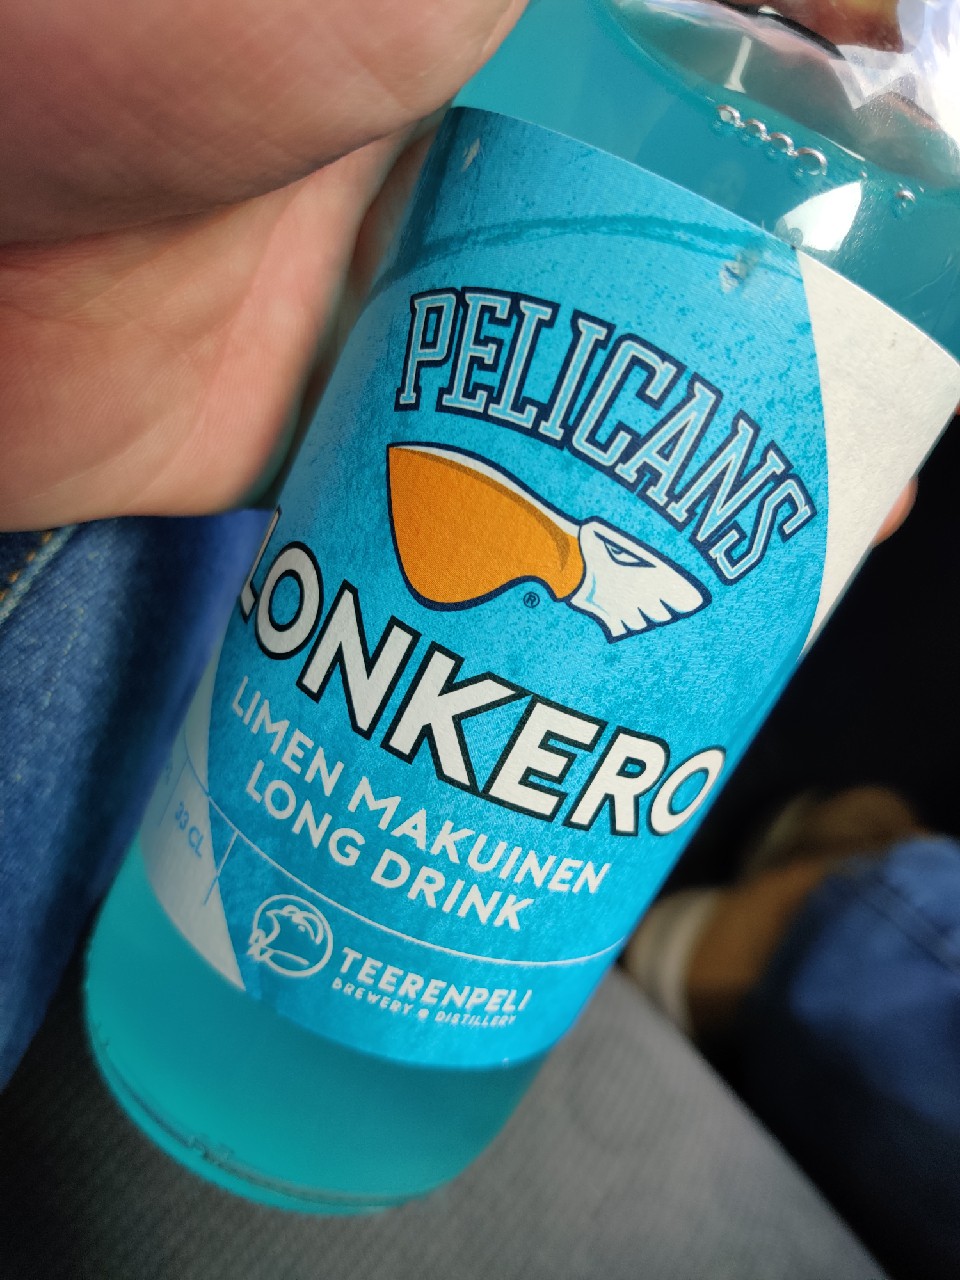 PELICANS
®
LONKERO
LIMEN MAKUINEN
LONG DRINK
33 CL
TEERENPELI
BREWERY & DISTILLERY